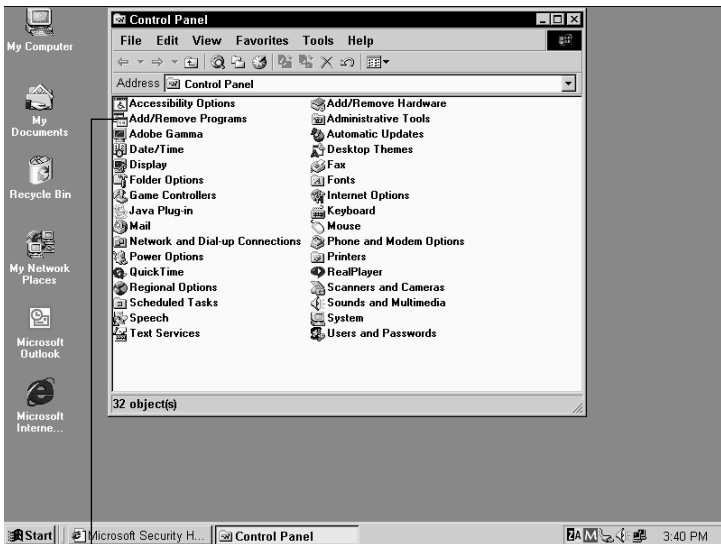 Control Panel
File Edit View Favorites Tools Help
Address Control Panel
Accessibility Options
Add/Remove Programs
Adobe Gamma
Date/Time
Display
Folder Options
Game Controllers
Java Plug-in
Mail
Network and Dial-up Connections
Power Options
QuickTime
Regional Options
Scheduled Tasks
Speech
Text Services
Add/Remove Hardware
Administrative Tools
Automatic Updates
Desktop Themes
Fax
Fonts
Internet Options
Keyboard
Mouse
Phone and Modem Options
Printers
RealPlayer
Scanners and Cameras
Sounds and Multimedia
System
Users and Passwords
32 object(s)
My Computer
My
Documents
Recycle Bin
My Network
Places
Microsoft
Outlook
Microsoft
Interne...
Start
Microsoft Security H...
Control Panel
3:40 PM